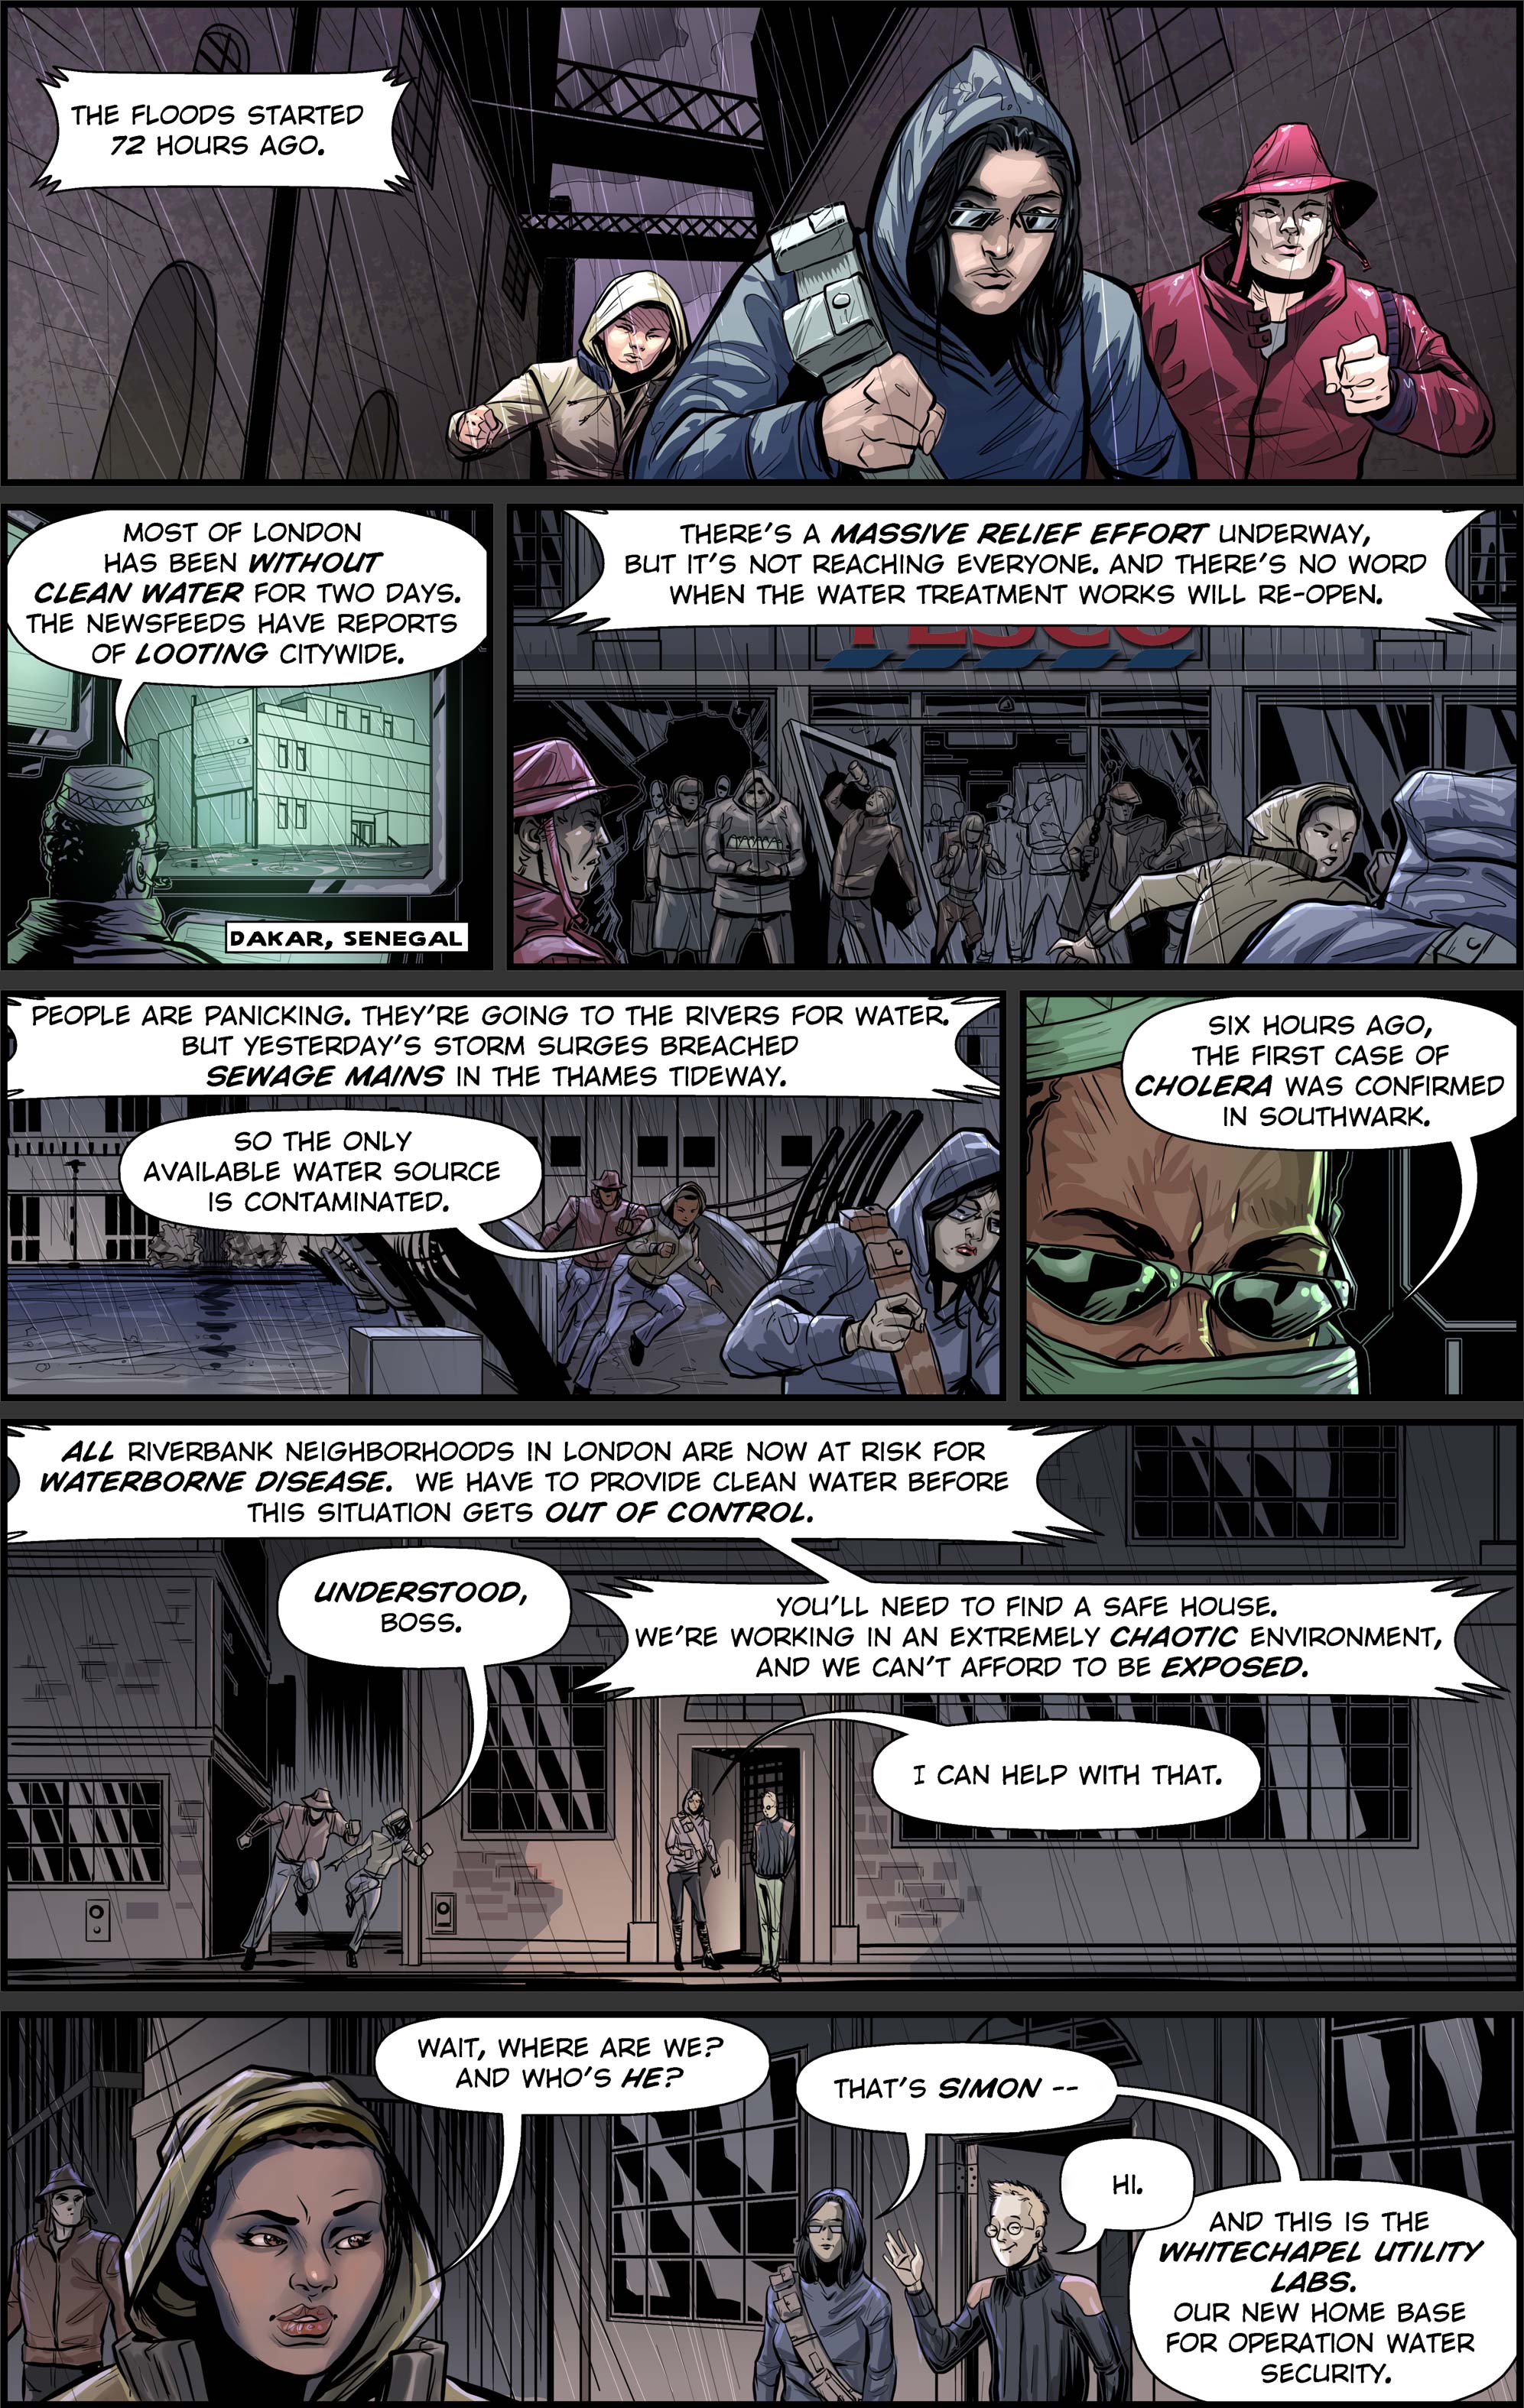 THE FLOODS STARTED
72 HOURS AGO.
MOST OF LONDON
HAS BEEN WITHOUT
CLEAN WATER FOR TWO DAYS.
THE NEWSFEEDS HAVE REPORTS
OF LOOTING CITYWIDE.
DAKAR, SENEGAL
THERE'S A MASSIVE RELIEF EFFORT UNDERWAY,
BUT IT'S NOT REACHING EVERYONE. AND THERE'S NO WORD
WHEN THE WATER TREATMENT WORKS WILL RE-OPEN.
TESCO
PEOPLE ARE PANICKING. THEY'RE GOING TO THE RIVERS FOR WATER.
BUT YESTERDAY'S STORM SURGES BREACHED
SEWAGE MAINS IN THE THAMES TIDEWAY.
SO THE ONLY
AVAILABLE WATER SOURCE
IS CONTAMINATED.
SIX HOURS AGO,
THE FIRST CASE OF
CHOLERA WAS CONFIRMED
IN SOUTHWARK.
ALL RIVERBANK NEIGHBORHOODS IN LONDON ARE NOW AT RISK FOR
WATERBORNE DISEASE. WE HAVE TO PROVIDE CLEAN WATER BEFORE
THIS SITUATION GETS OUT OF CONTROL.
UNDERSTOOD,
BOSS.
YOU'LL NEED TO FIND A SAFE HOUSE.
WE'RE WORKING IN AN EXTREMELY CHAOTIC ENVIRONMENT,
AND WE CAN'T AFFORD TO BE EXPOSED.
I CAN HELP WITH THAT.
WAIT, WHERE ARE WE?
AND WHO'S HE?
THAT'S SIMON --
HI.
AND THIS IS THE
WHITECHAPEL UTILITY
LABS.
OUR NEW HOME BASE
FOR OPERATION WATER
SECURITY.